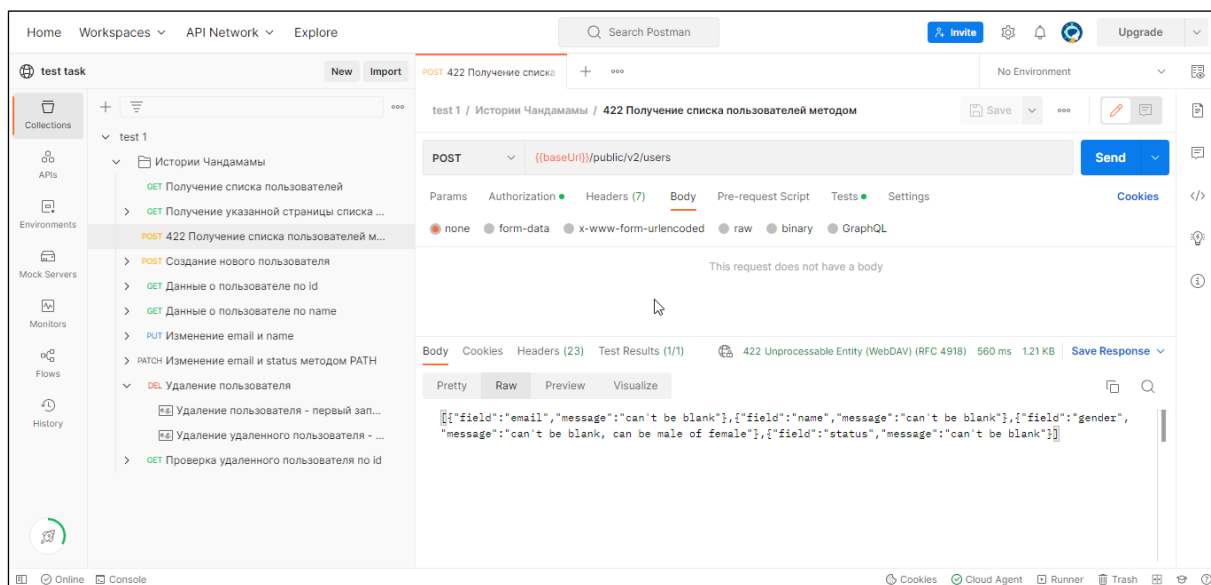 Home Workspaces API Network Explore Search Postman Invite Upgrade
test task New Import POST 422 Получение списка No Environment
Collections
APIs
Environments
Mock Servers
Monitors
Flows
History
test 1
Истории Чандамамы
GET Получение списка пользователей
GET Получение указанной страницы списка ...
POST 422 Получение списка пользователей м...
POST Создание нового пользователя
GET Данные о пользователе по id
GET Данные о пользователе по name
PUT Изменение email и name
PATCH Изменение email и status методом PATH
DEL Удаление пользователя
e.g. Удаление пользователя - первый зап...
e.g. Удаление удаленного пользователя - ...
GET Проверка удаленного пользователя по id
test 1 / Истории Чандамамы / 422 Получение списка пользователей методом Save
POST {{baseUrl}}/public/v2/users Send
Params Authorization Headers (7) Body Pre-request Script Tests Settings Cookies
none form-data x-www-form-urlencoded raw binary GraphQL
This request does not have a body
Body Cookies Headers (23) Test Results (1/1) 422 Unprocessable Entity (WebDAV) (RFC 4918) 560 ms 1.21 KB Save Response
Pretty Raw Preview Visualize
[{"field":"email","message":"can't be blank"},{"field":"name","message":"can't be blank"},{"field":"gender",
"message":"can't be blank, can be male of female"},{"field":"status","message":"can't be blank"}]
Online Console Cookies Cloud Agent Runner Trash